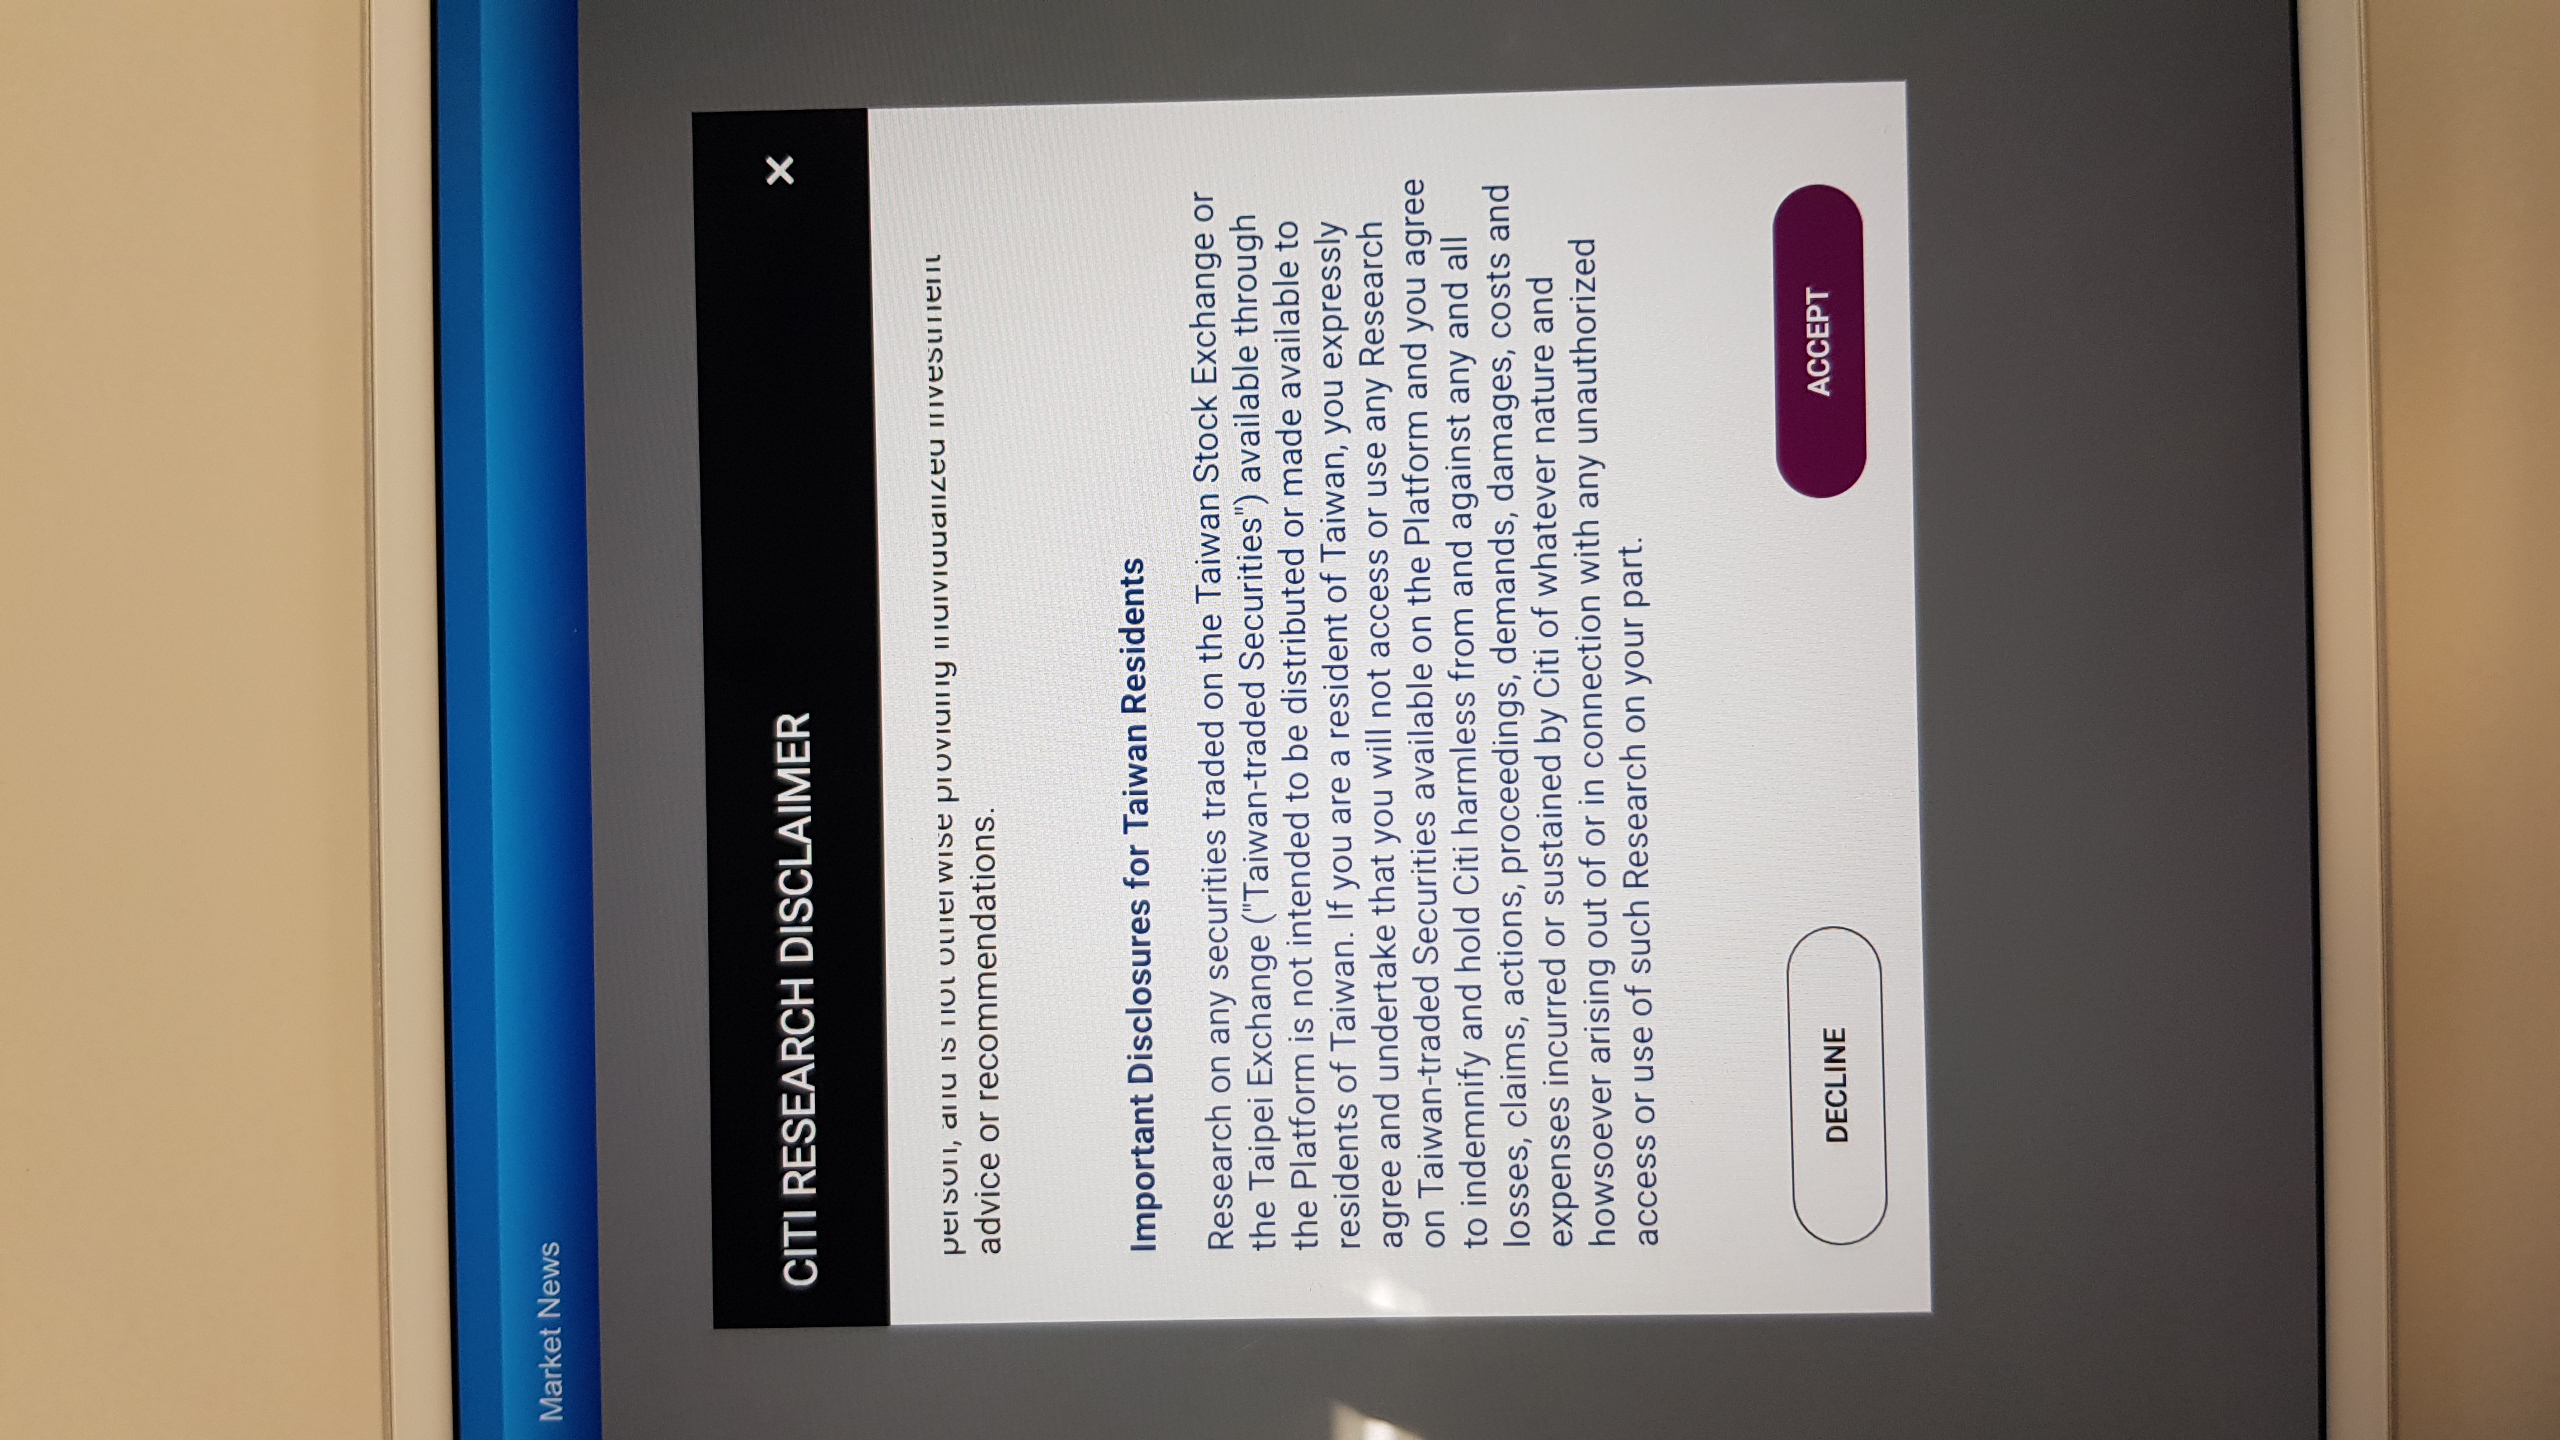 Market News
CITI RESEARCH DISCLAIMER
×
person, and is not otherwise providing individualized investment
advice or recommendations.
Important Disclosures for Taiwan Residents
Research on any securities traded on the Taiwan Stock Exchange or
the Taipei Exchange ("Taiwan-traded Securities") available through
the Platform is not intended to be distributed or made available to
residents of Taiwan. If you are a resident of Taiwan, you expressly
agree and undertake that you will not access or use any Research
on Taiwan-traded Securities available on the Platform and you agree
to indemnify and hold Citi harmless from and against any and all
losses, claims, actions, proceedings, demands, damages, costs and
expenses incurred or sustained by Citi of whatever nature and
howsoever arising out of or in connection with any unauthorized
access or use of such Research on your part.
DECLINE
ACCEPT